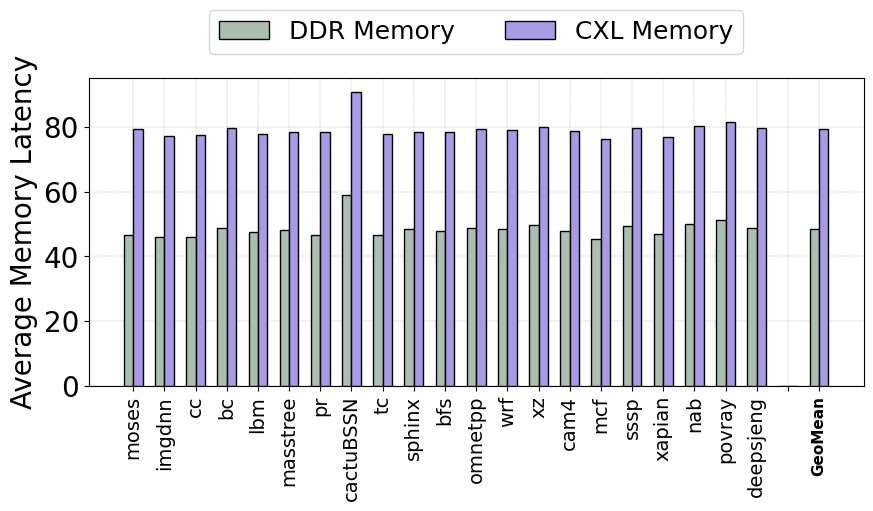 DDR Memory CXL Memory
Average Memory Latency
80
60
40
20
0
moses
imgdnn
cc
bc
lbm
masstree
pr
cactuBSSN
tc
sphinx
bfs
omnetpp
wrf
xz
cam4
mcf
sssp
xapian
nab
povray
deepsjeng
GeoMean